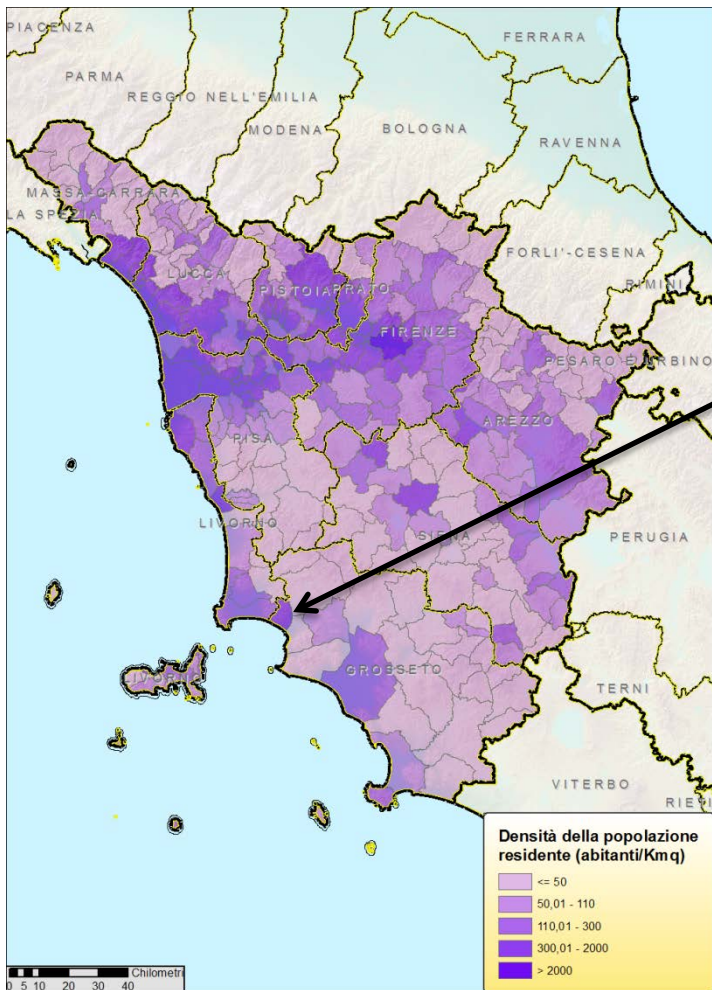 PIACENZA
FERRARA
PARMA
REGGIO NELL'EMILIA
MODENA
BOLOGNA
RAVENNA
MASSA-CARRARA
LA SPEZIA
FORLI'-CESENA
LUCCA
RIMINI
PISTOIA
PRATO
FIRENZE
PESARO E URBINO
AREZZO
PISA
LIVORNO
SIENA
PERUGIA
GROSSETO
LIVORNO
TERNI
VITERBO
RIETI
Densità della popolazione
residente (abitanti/Kmq)
<= 50
50,01 - 110
110,01 - 300
300,01 - 2000
> 2000
Chilometri
0 5 10 20 30 40